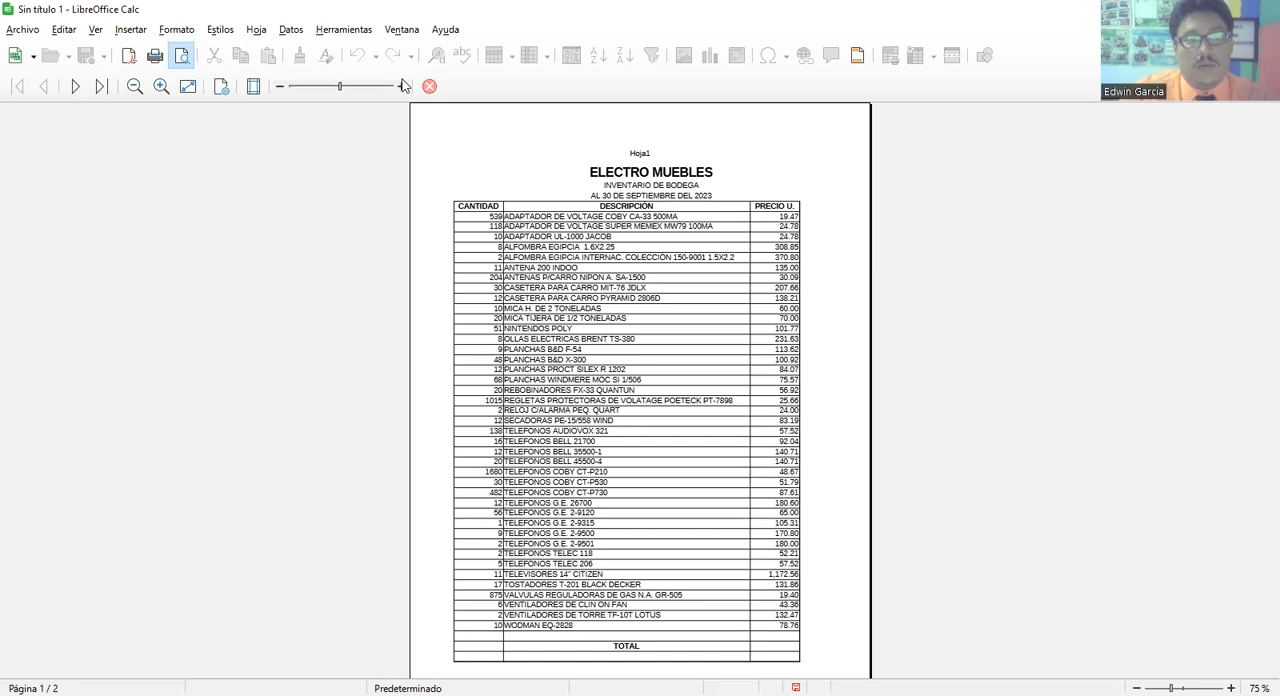 Sin título 1 - LibreOffice Calc
Archivo Editar Ver Insertar Formato Estilos Hoja Datos Herramientas Ventana Ayuda
Edwin García
Hoja1
ELECTRO MUEBLES
INVENTARIO DE BODEGA
AL 30 DE SEPTIEMBRE DEL 2023
CANTIDAD DESCRIPCIÓN PRECIO U.
539 ADAPTADOR DE VOLTAGE COBY CA-33 500MA 19.47
118 ADAPTADOR DE VOLTAGE SUPER MEMEX MW79 100MA 24.78
10 ADAPTADOR UL-1000 JACOB 24.78
8 ALFOMBRA EGIPCIA 1.6X2.25 308.85
2 ALFOMBRA EGIPCIA INTERNAC. COLECCIÓN 150-9001 1.5X2.2 370.80
11 ANTENA 200 INDOO 135.00
204 ANTENAS P/CARRO NIPON A. SA-1500 30.09
30 CASETERA PARA CARRO MIT-76 JDLX 207.66
12 CASETERA PARA CARRO PYRAMID 2806D 138.21
10 MICA H. DE 2 TONELADAS 60.00
20 MICA TIJERA DE 1/2 TONELADAS 70.00
51 NINTENDOS POLY 101.77
8 OLLAS ELECTRICAS BRENT TS-380 231.63
9 PLANCHAS B&D F-54 113.62
48 PLANCHAS B&D X-300 100.92
12 PLANCHAS PROCT SILEX R 1202 84.07
68 PLANCHAS WINDMERE MOC SI 1/506 75.57
20 REBOBINADORES FX-33 QUANTUN 56.92
1015 REGLETAS PROTECTORAS DE VOLATAGE POETECK PT-7898 25.66
2 RELOJ C/ALARMA PEQ. QUART 24.00
12 SECADORAS PE-15/558 WIND 83.19
138 TELEFONOS AUDIOVOX 321 57.52
16 TELEFONOS BELL 21700 92.04
12 TELEFONOS BELL 35500-1 140.71
20 TELEFONOS BELL 45500-4 140.71
1680 TELEFONOS COBY CT-P210 48.67
30 TELEFONOS COBY CT-P530 51.79
482 TELEFONOS COBY CT-P730 87.61
12 TELEFONOS G.E. 26700 180.60
56 TELEFONOS G.E. 2-9120 65.00
1 TELEFONOS G.E. 2-9315 105.31
9 TELEFONOS G.E. 2-9500 170.80
2 TELEFONOS G.E. 2-9501 180.00
2 TELEFONOS TELEC 118 52.21
5 TELEFONOS TELEC 206 57.52
11 TELEVISORES 14" CITIZEN 1,172.56
17 TOSTADORES T-201 BLACK DECKER 131.86
875 VALVULAS REGULADORAS DE GAS N.A. GR-505 19.40
6 VENTILADORES DE CLIN ON FAN 43.36
2 VENTILADORES DE TORRE TF-10T LOTUS 132.47
10 WODMAN EQ-2828 78.76
TOTAL
Página 1 / 2 Predeterminado 75 %